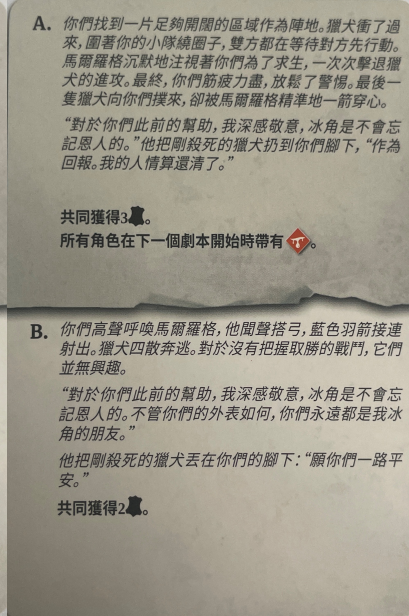 A. 你們找到一片足夠開闊的區域作為陣地。獵犬衝了過
來，圍著你的小隊繞圈子，雙方都在等待對方先行動。
馬爾羅格沉默地注視著你們為了求生，一次次擊退獵
犬的進攻。最終，你們筋疲力盡，放鬆了警惕。最後一
隻獵犬向你們撲來，卻被馬爾羅格精準地一箭穿心。
“對於你們此前的幫助，我深感敬意，冰角是不會忘
記恩人的。”他把剛殺死的獵犬扔到你們腳下，“作為
回報。我的人情算還清了。”
共同獲得3。
所有角色在下一個劇本開始時帶有。
B. 你們高聲呼喚馬爾羅格，他聞聲搭弓，藍色羽箭接連
射出。獵犬四散奔逃。對於沒有把握取勝的戰鬥，它們
並無興趣。
“對於你們此前的幫助，我深感敬意，冰角是不會忘
記恩人的。不管你們的外表如何，你們永遠都是我冰
角的朋友。”
他把剛殺死的獵犬丟在你們的腳下：“願你們一路平
安。”
共同獲得2。